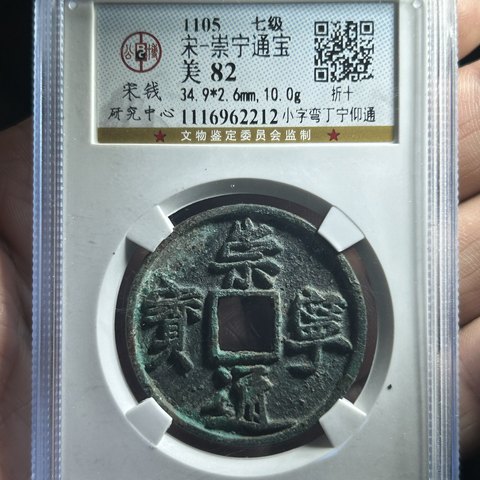 1105 七级
宋-崇宁通宝
美 82
宋钱
34.9*2.6mm,10.0g 折十
研究中心
1116962212 小字弯丁宁仰通
★ 文物鉴定委员会监制 ★
崇
寶 寧
通